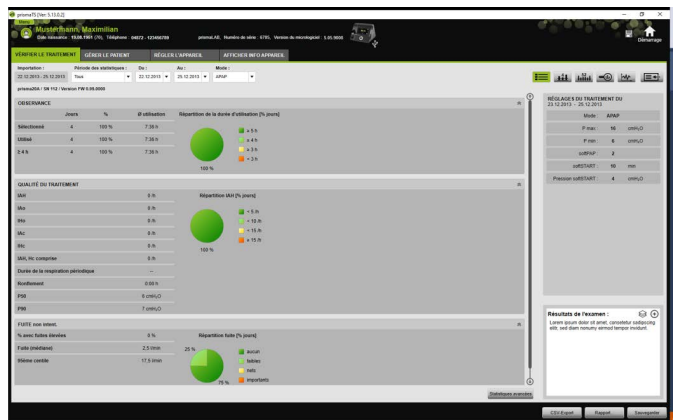 prismaTS [Ver: 5.13.0.2]
Menu
Mustermann, Maximilian
Date naissance : 19.08.1951 (70), Téléphone : 04872 - 123456789
prismaLAB, Numéro de série : 6795, Version du micrologiciel : 5.05.9000
Démarrage
VÉRIFIER LE TRAITEMENT
GÉRER LE PATIENT
RÉGLER L'APPAREIL
AFFICHER INFO APPAREIL
Importation : Période des statistiques : Du : Au : Mode :
22.12.2013 - 25.12.2013 Tous 22.12.2013 25.12.2013 APAP
prisma20A / SN 112 / Version FW 0.09.0000
OBSERVANCE
Jours % Ø utilisation Répartition de la durée d'utilisation [% jours]
Sélectionné 4 100 % 7:36 h
Utilisé 4 100 % 7:36 h
≥ 4 h 4 100 % 7:36 h
≥ 5 h
≥ 4 h
≥ 3 h
< 3 h
100 %
QUALITÉ DU TRAITEMENT
IAH 0 /h Répartition IAH [% jours]
IAo 0 /h
IHo 0 /h
IAc 0 /h
IHc 0 /h
IAH, Hc comprise 0 /h
Durée de la respiration périodique --
Ronflement 0:00 h
P50 6 cmH₂O
P90 7 cmH₂O
< 5 /h
< 10 /h
< 15 /h
≥ 15 /h
100 %
FUITE non intent.
% avec fuites élevées 0 % Répartition fuite [% jours]
Fuite (médiane) 2,5 l/min
95ème centile 17,5 l/min
25 %
75 %
aucun
faibles
nets
importants
Statistiques avancées
RÉGLAGES DU TRAITEMENT DU
23.12.2013 - 25.12.2013
Mode : APAP
P max : 16 cmH₂O
P min : 6 cmH₂O
softPAP : 2
softSTART : 10 min
Pression softSTART : 4 cmH₂O
Résultats de l'examen :
Lorem ipsum dolor sit amet, consetetur sadipscing
elitr, sed diam nonumy eirmod tempor invidunt.
CSV-Export Rapport... Sauvegarder